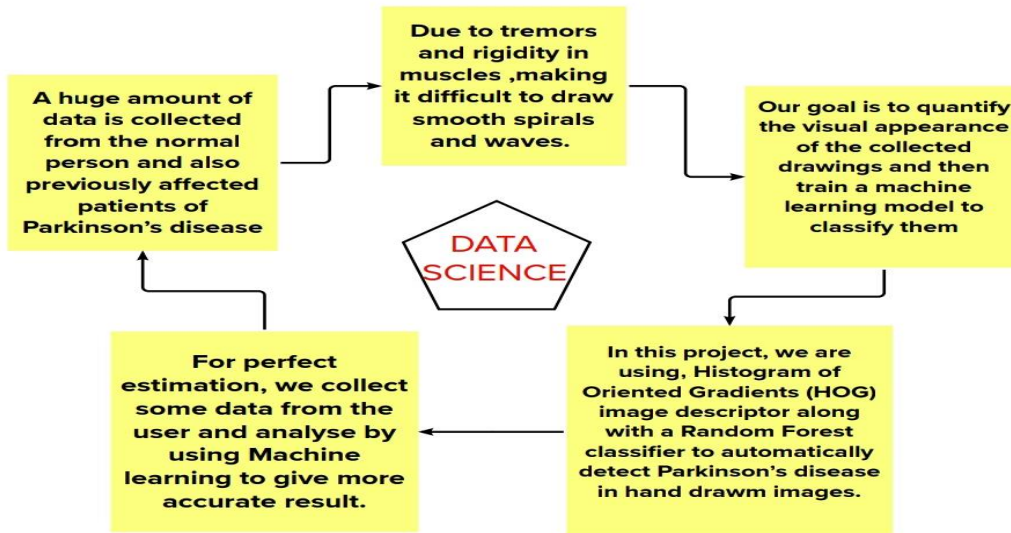 A huge amount of
data is collected
from the normal
person and also
previously affected
patients of
Parkinson's disease
Due to tremors
and rigidity in
muscles ,making
it difficult to draw
smooth spirals
and waves.
Our goal is to quantify
the visual appearance
of the collected
drawings and then
train a machine
learning model to
classify them
In this project, we are
using, Histogram of
Oriented Gradients (HOG)
image descriptor along
with a Random Forest
classifier to automatically
detect Parkinson's disease
in hand drawm images.
For perfect
estimation, we collect
some data from the
user and analyse by
using Machine
learning to give more
accurate result.
DATA
SCIENCE